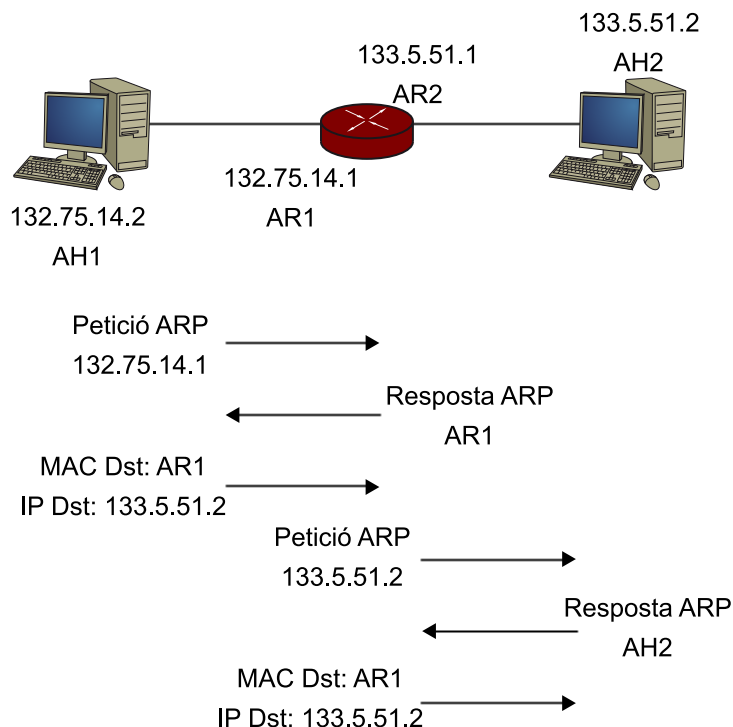 133.5.51.2
AH2
133.5.51.1
AR2
132.75.14.1
AR1
132.75.14.2
AH1
Petició ARP
132.75.14.1
Resposta ARP
AR1
MAC Dst: AR1
IP Dst: 133.5.51.2
Petició ARP
133.5.51.2
Resposta ARP
AH2
MAC Dst: AR1
IP Dst: 133.5.51.2